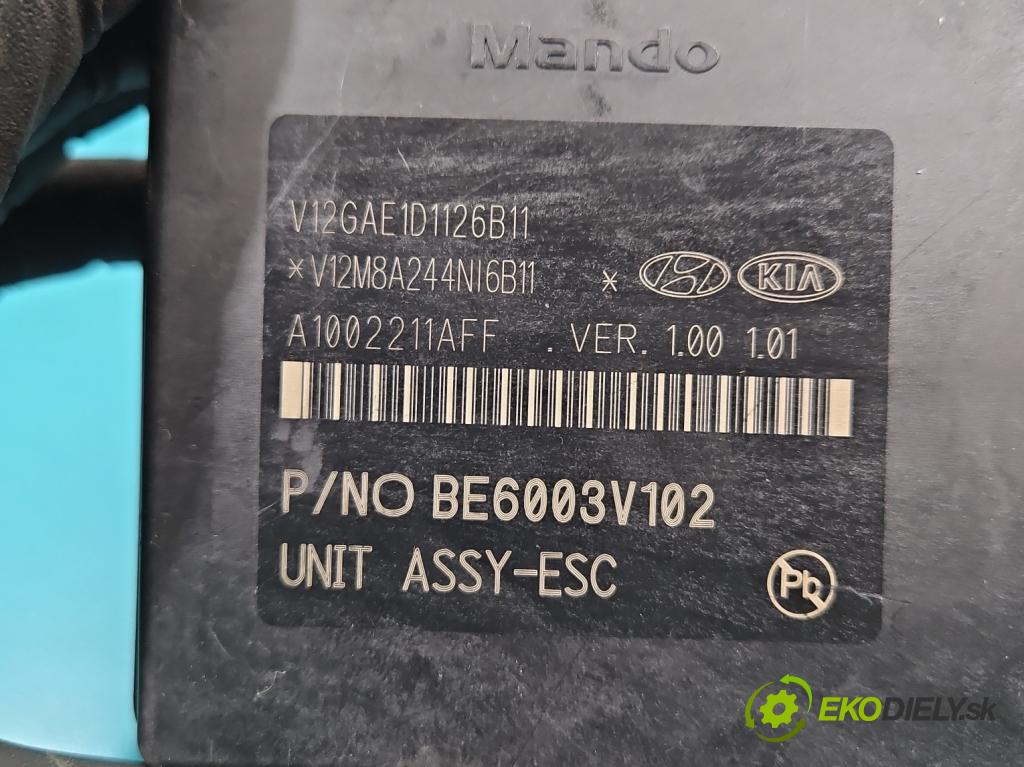 Mando
V12GAE1D1126B11
*V12M8A244NI6B11 *
KIA
A1002211AFF . VER. 1.00 1.01
P/NO BE6003V102
UNIT ASSY-ESC
Pb
EKODIELY.sk